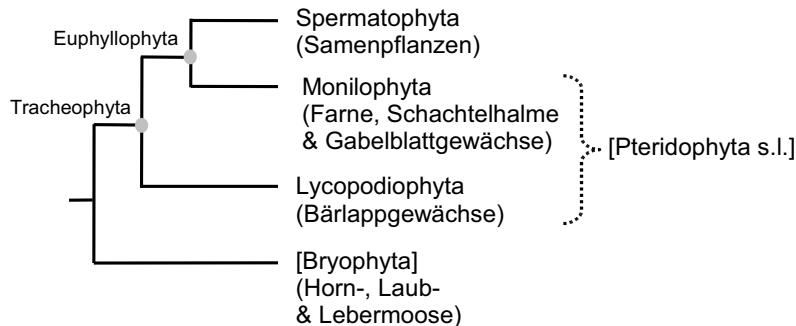 Spermatophyta
(Samenpflanzen)
Euphyllophyta
Monilophyta
(Farne, Schachtelhalme
& Gabelblattgewächse)
[Pteridophyta s.l.]
Tracheophyta
Lycopodiophyta
(Bärlappgewächse)
[Bryophyta]
(Horn-, Laub-
& Lebermoose)